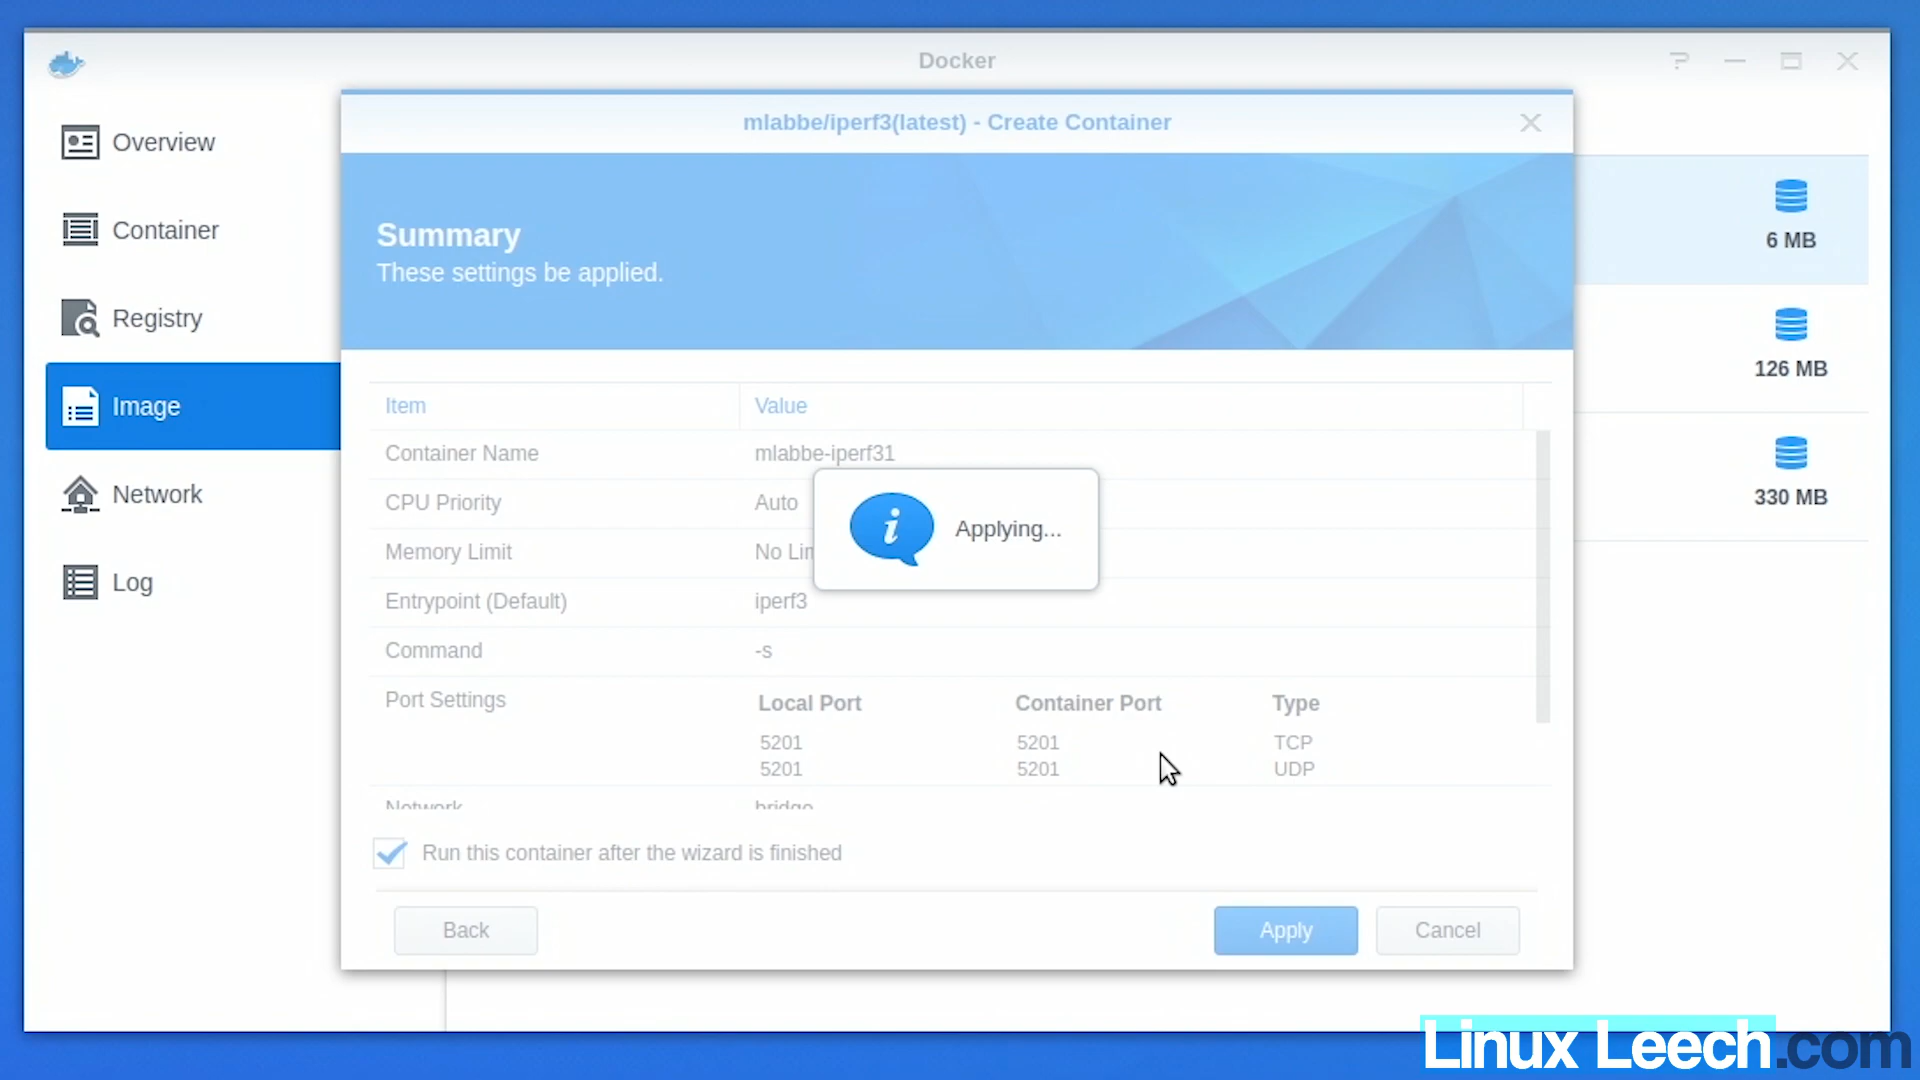 Docker
Overview
Container
Registry
Image
Network
Log
mlabbe/iperf3(latest) - Create Container
Summary
These settings be applied.
Item Value
Container Name mlabbe-iperf31
CPU Priority Auto
Memory Limit No Lim
Entrypoint (Default) iperf3
Command -s
Port Settings Local Port Container Port Type
5201 5201 TCP
5201 5201 UDP
Network bridge
i Applying...
Run this container after the wizard is finished
Back Apply Cancel
6 MB
126 MB
330 MB
Linux Leech.com